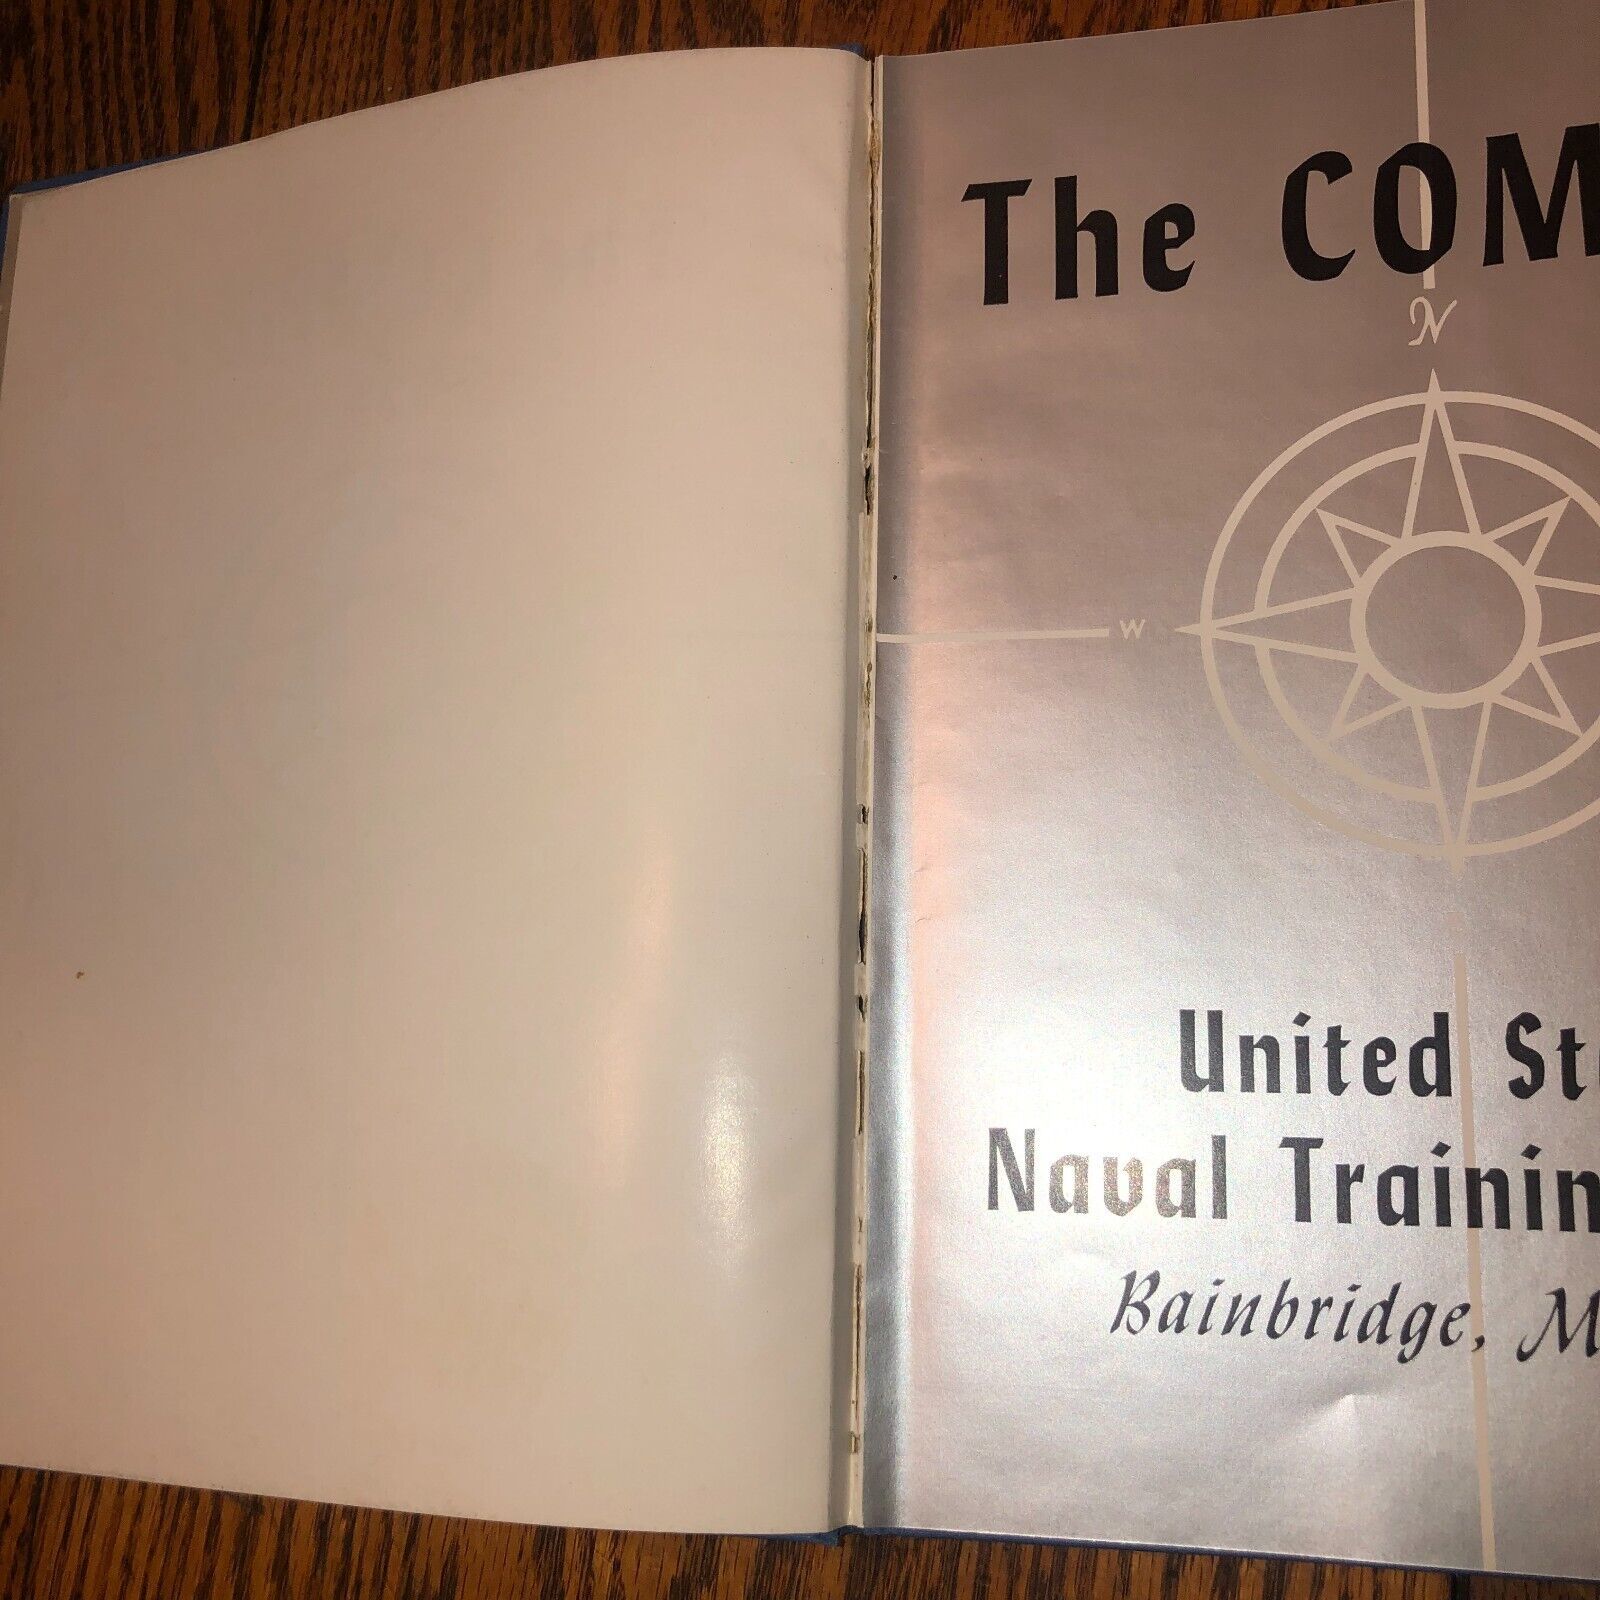 The COM
N
W
United St
Naval Trainin
Bainbridge, M